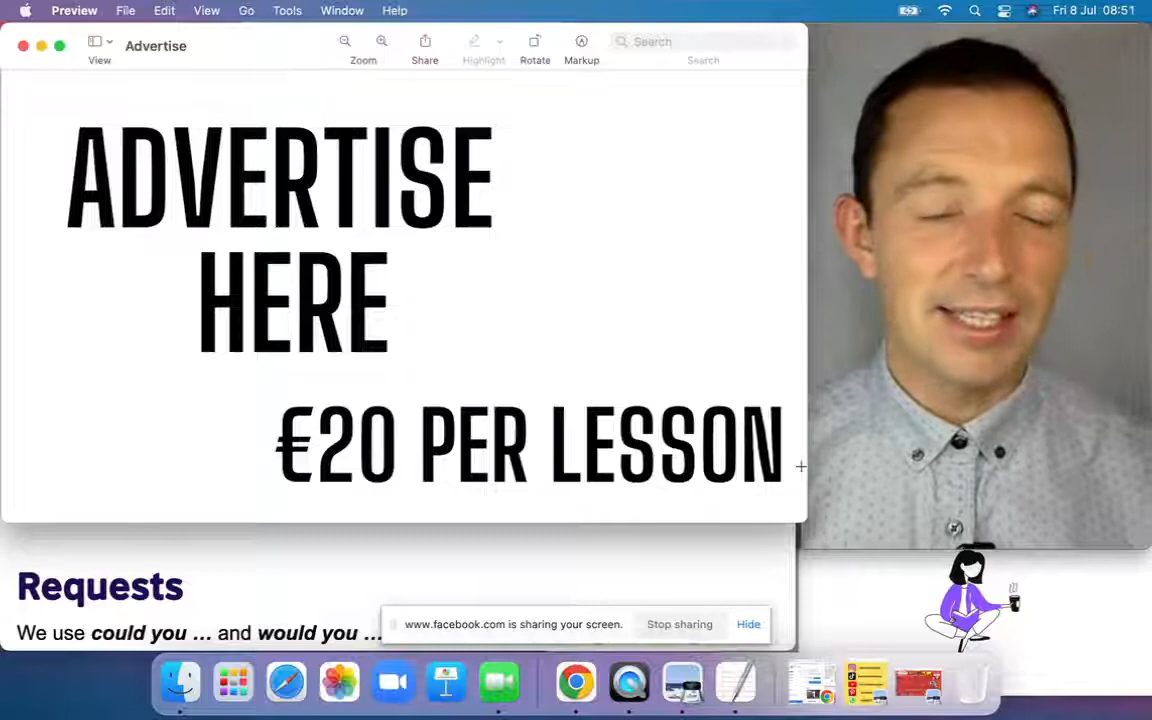 Preview File Edit View Go Tools Window Help Fri 8 Jul 08:51
Advertise
Search
View Zoom Share Highlight Rotate Markup Search
ADVERTISE
HERE
€20 PER LESSON
Requests
We use could you ... and would you ...
www.facebook.com is sharing your screen. Stop sharing Hide